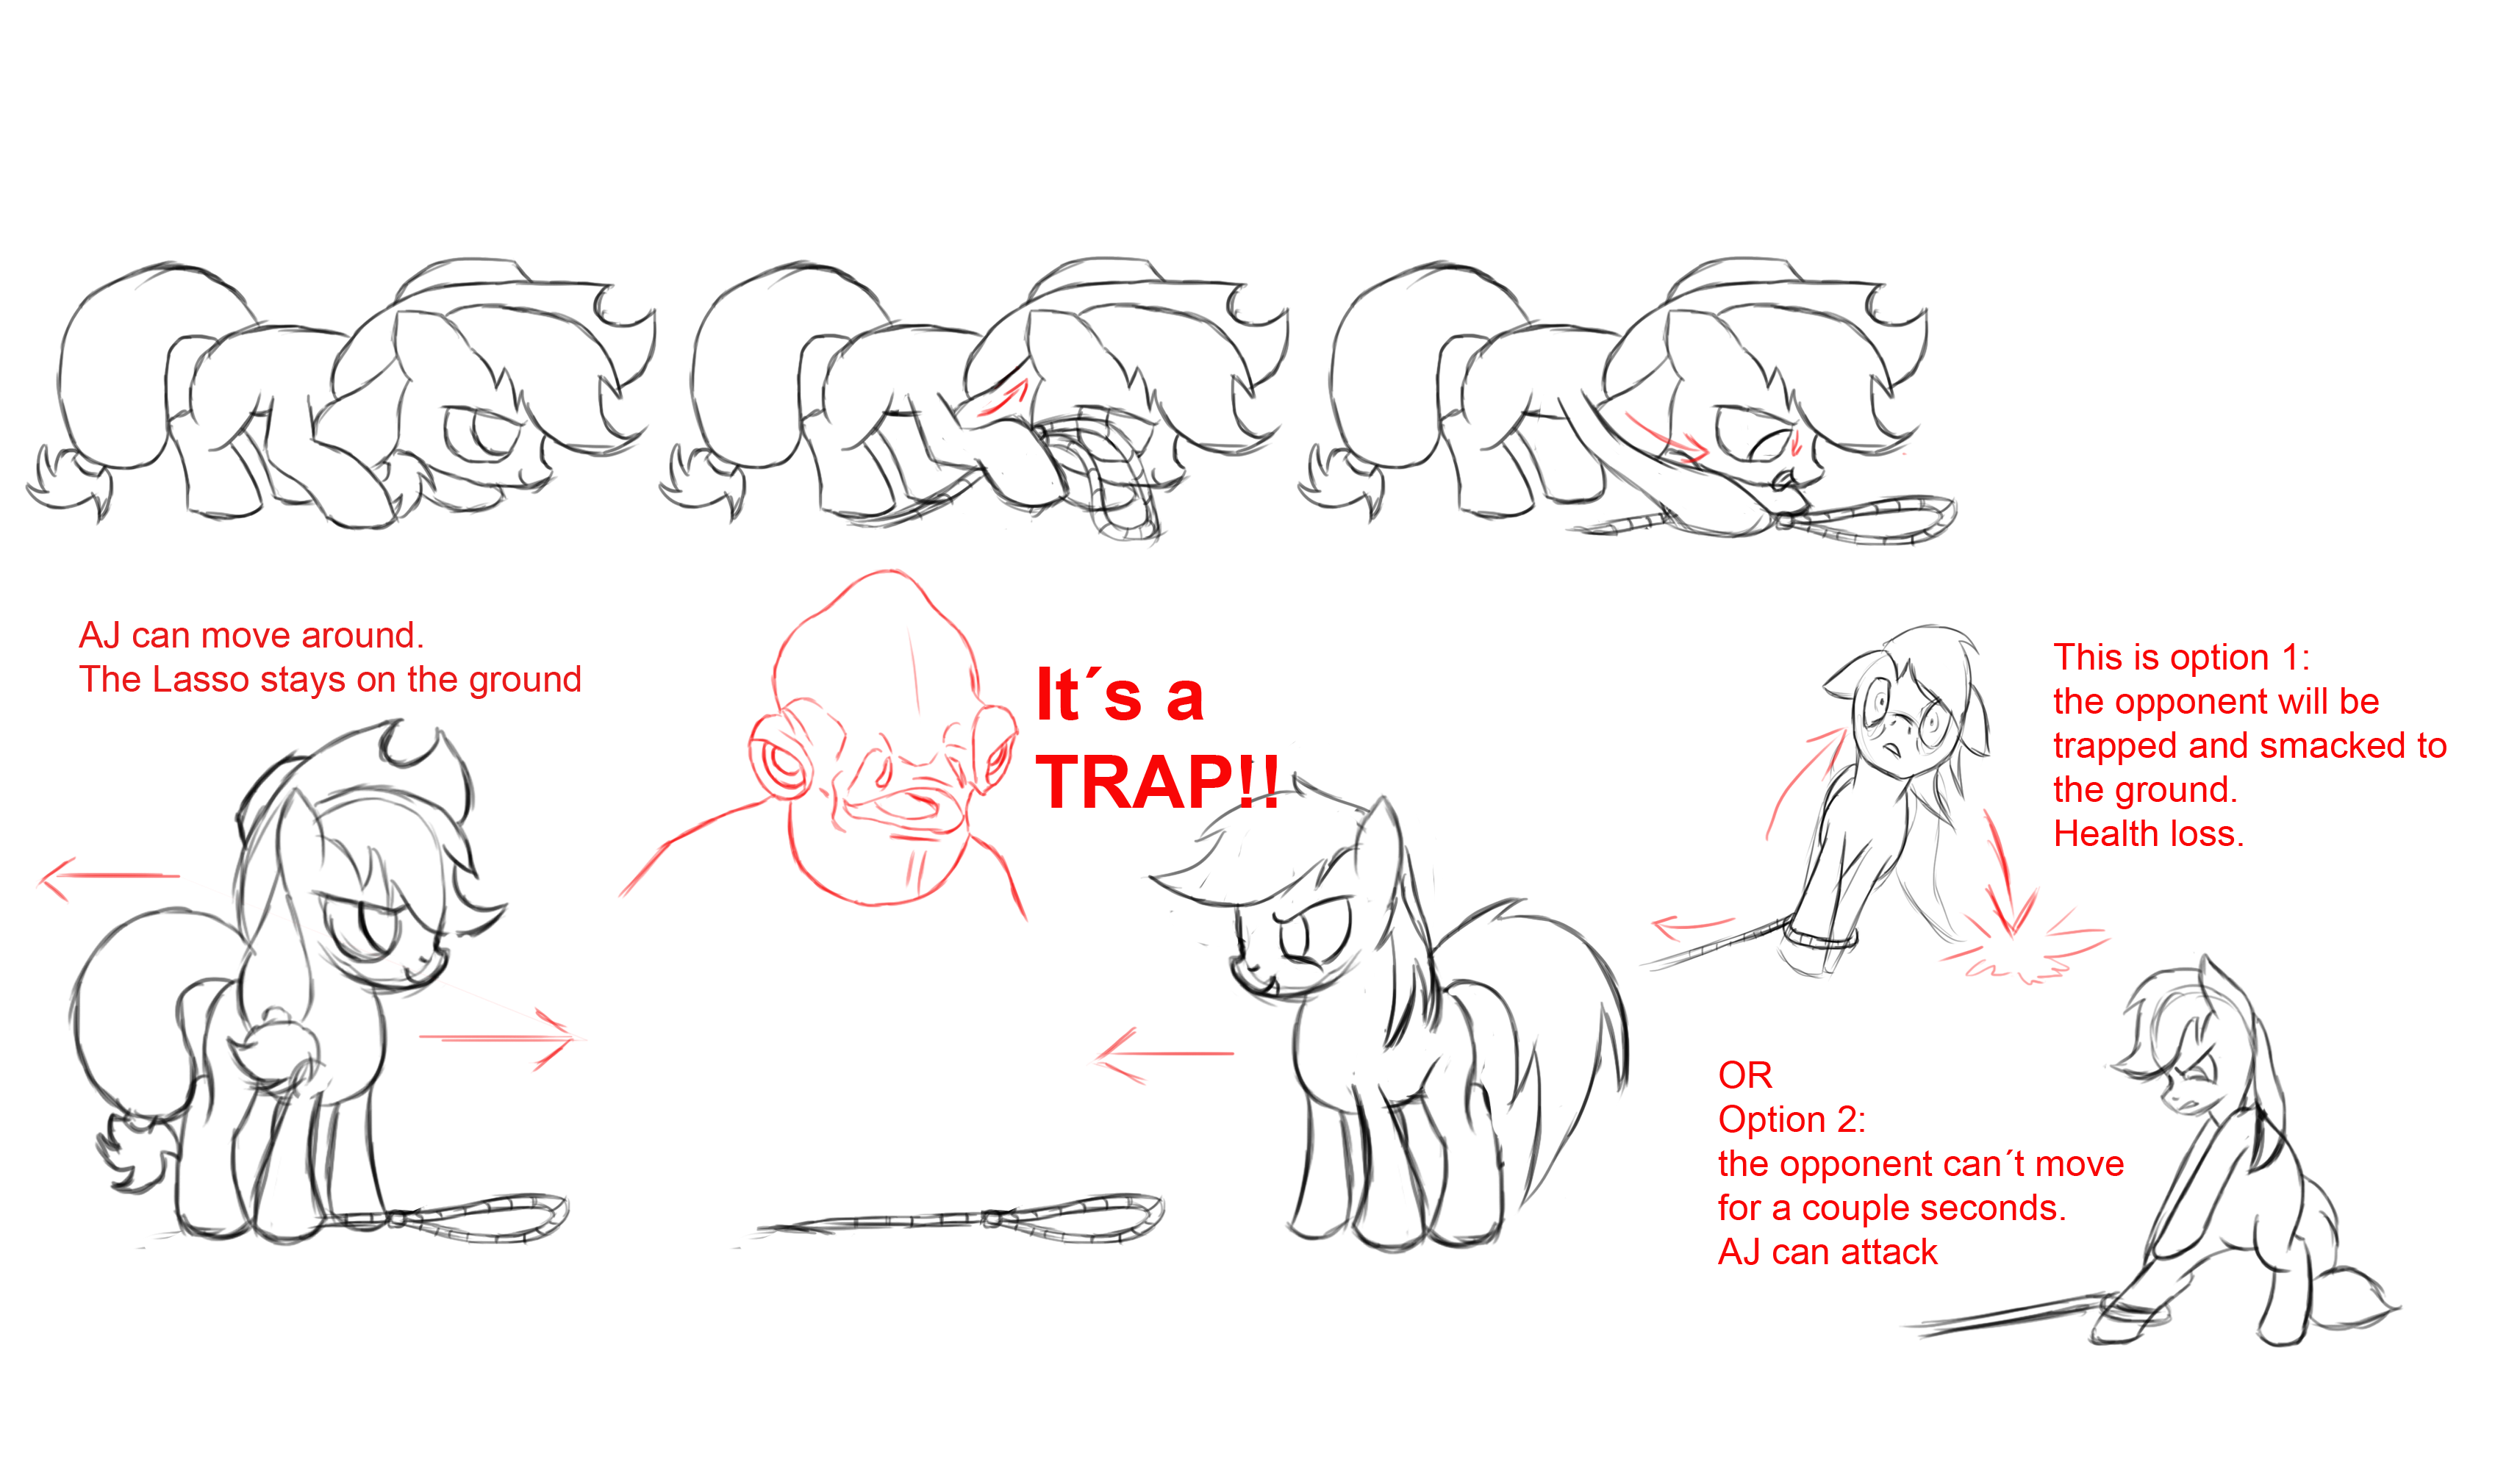 AJ can move around.
The Lasso stays on the ground
It´s a
TRAP!!
This is option 1:
the opponent will be
trapped and smacked to
the ground.
Health loss.
OR
Option 2:
the opponent can´t move
for a couple seconds.
AJ can attack